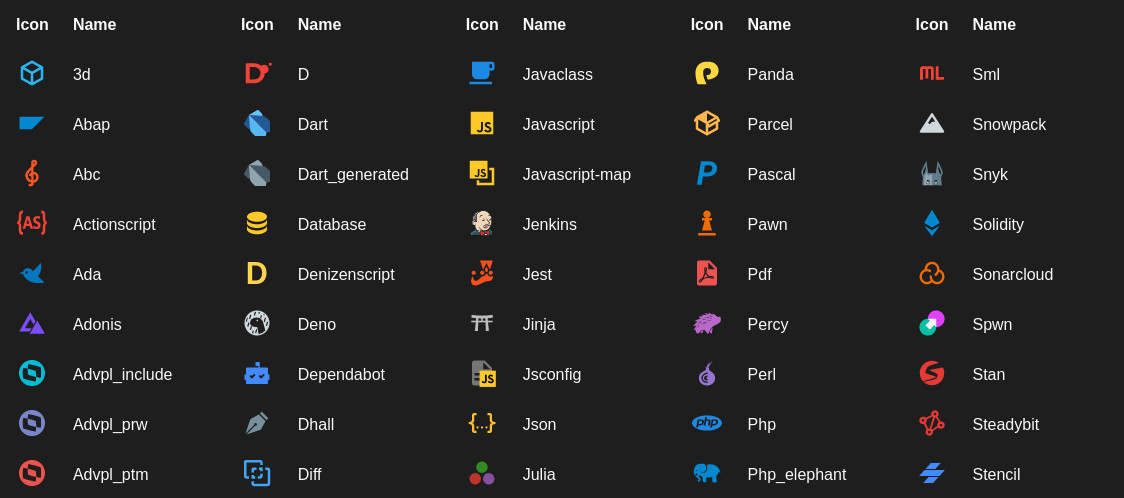 Icon Name Icon Name Icon Name Icon Name Icon Name
3d D Javaclass Panda Sml
Abap Dart Javascript Parcel Snowpack
Abc Dart_generated Javascript-map Pascal Snyk
Actionscript Database Jenkins Pawn Solidity
Ada Denizenscript Jest Pdf Sonarcloud
Adonis Deno Jinja Percy Spwn
Advpl_include Dependabot Jsconfig Perl Stan
Advpl_prw Dhall Json Php Steadybit
Advpl_ptm Diff Julia Php_elephant Stencil